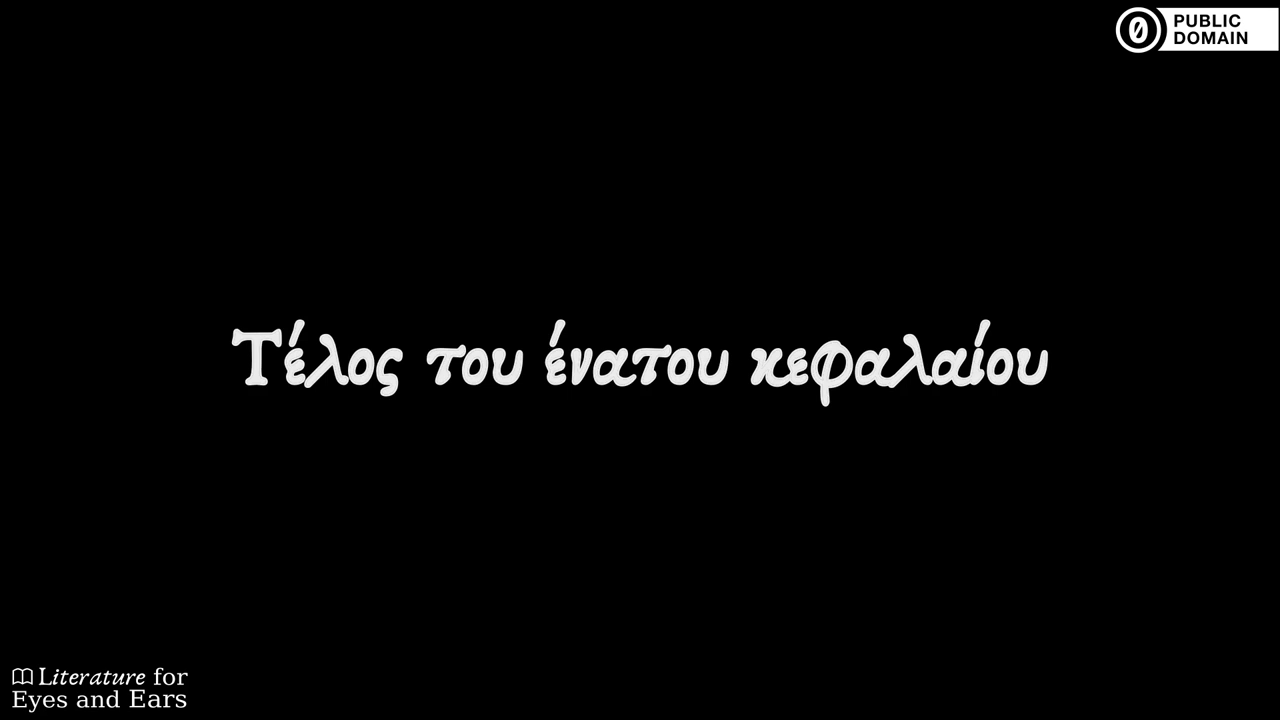 PUBLIC
DOMAIN
Τέλος του ένατου κεφαλαίου
Literature for
Eyes and Ears